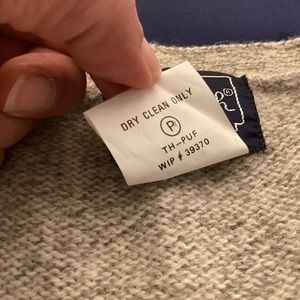 DRY CLEAN ONLY
P
TH-PUF
WIP # 39370
®